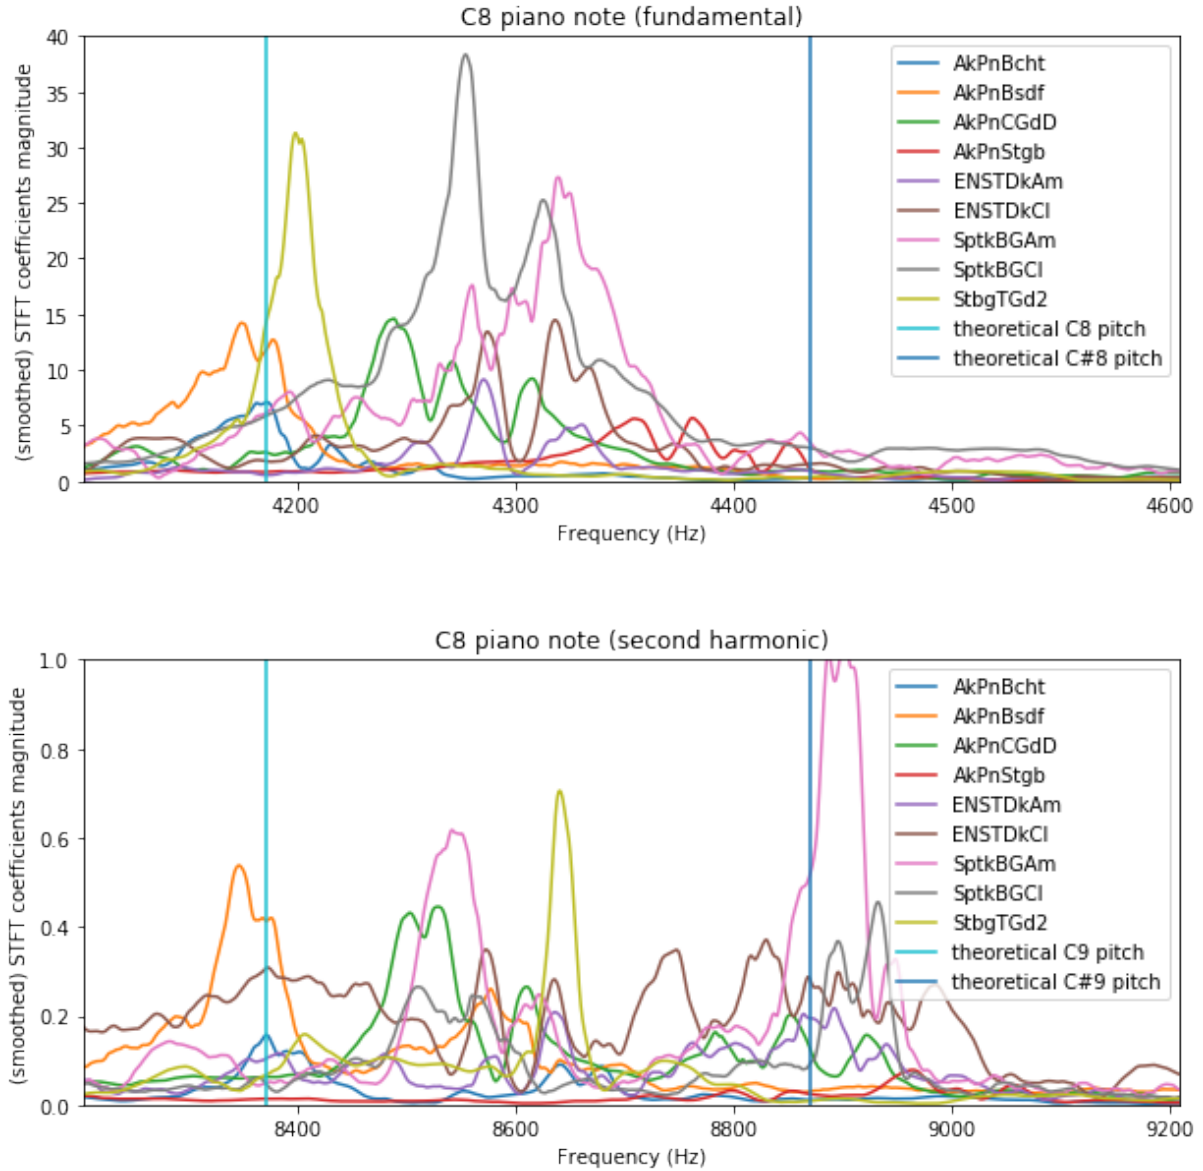 C8 piano note (fundamental)
(smoothed) STFT coefficients magnitude
40
35
30
25
20
15
10
5
0
AkPnBcht
AkPnBsdf
AkPnCGdD
AkPnStgb
ENSTDkAm
ENSTDkCl
SptkBGAm
SptkBGCl
StbgTGd2
theoretical C8 pitch
theoretical C#8 pitch
4200 4300 4400 4500 4600
Frequency (Hz)
C8 piano note (second harmonic)
(smoothed) STFT coefficients magnitude
1.0
0.8
0.6
0.4
0.2
0.0
AkPnBcht
AkPnBsdf
AkPnCGdD
AkPnStgb
ENSTDkAm
ENSTDkCl
SptkBGAm
SptkBGCl
StbgTGd2
theoretical C9 pitch
theoretical C#9 pitch
8400 8600 8800 9000 9200
Frequency (Hz)